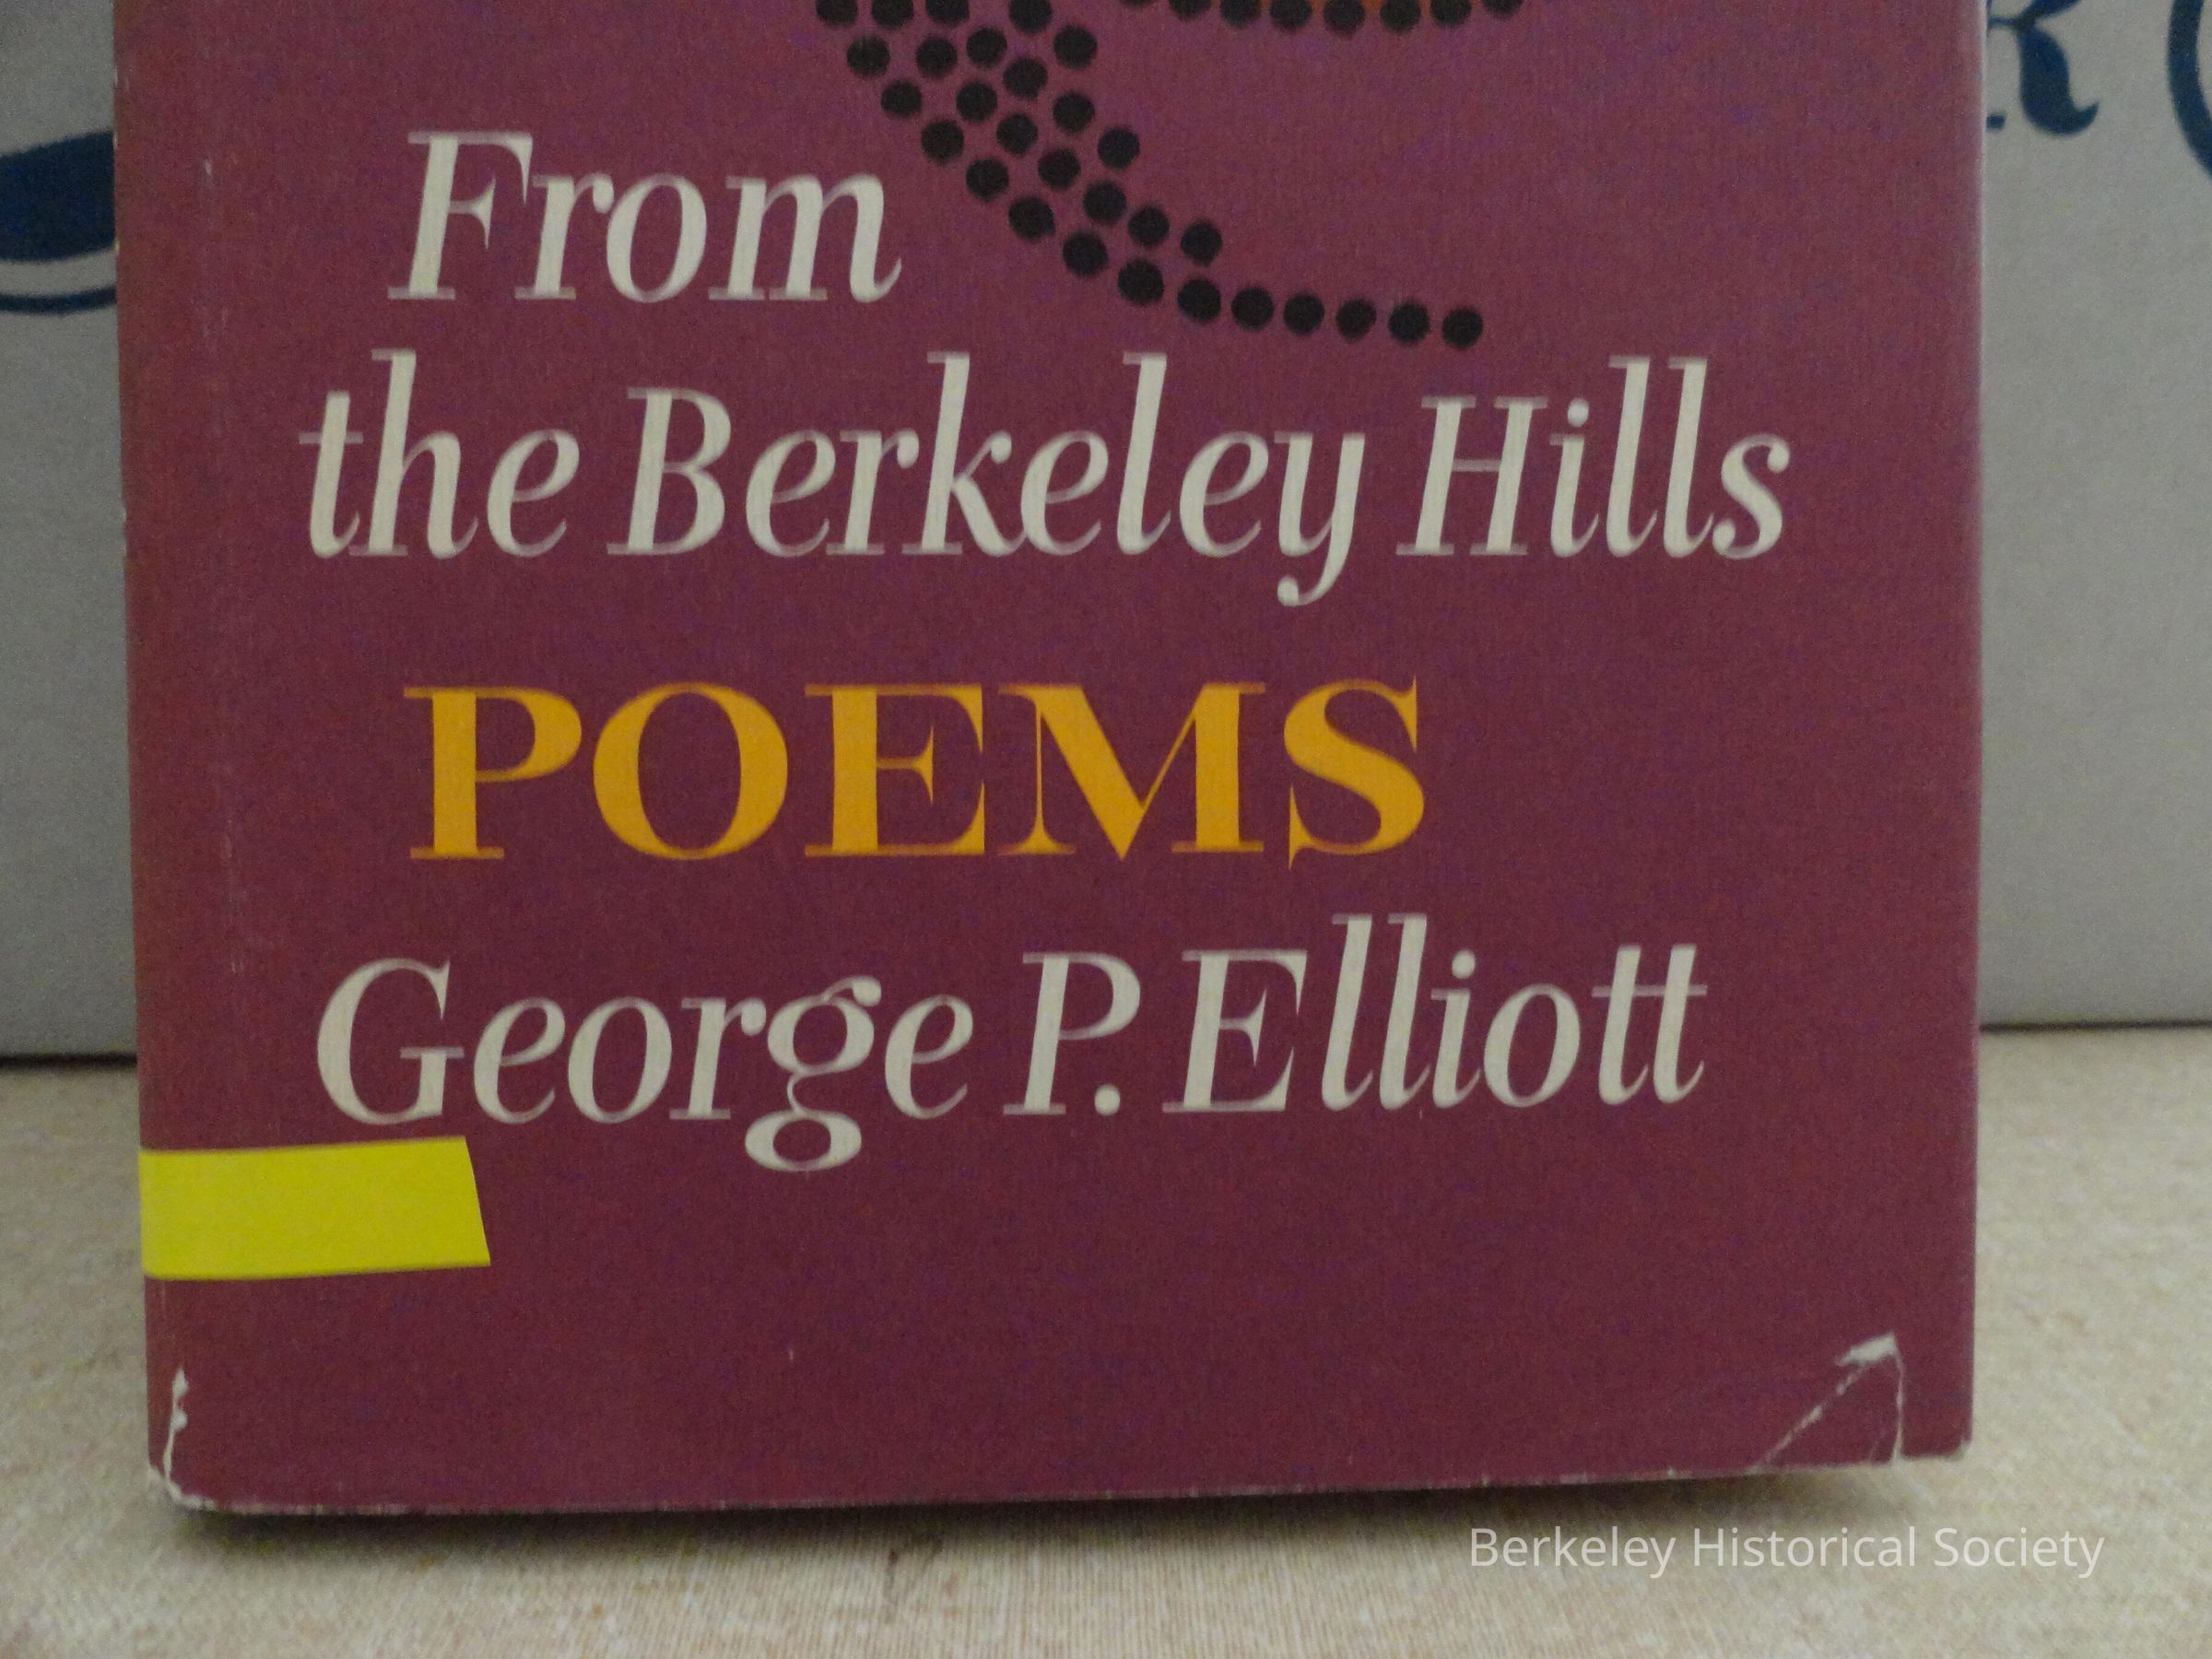 From
the Berkeley Hills
POEMS
George P. Elliott
Berkeley Historical Society